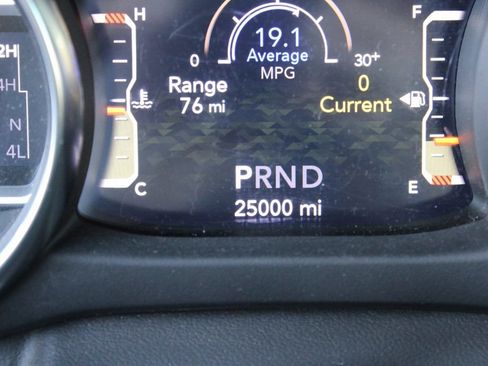 2H
4H
N
4L
H
C
19.1
Average
MPG
0
30+
Range
76 mi
0
Current
F
E
PRND
25000 mi